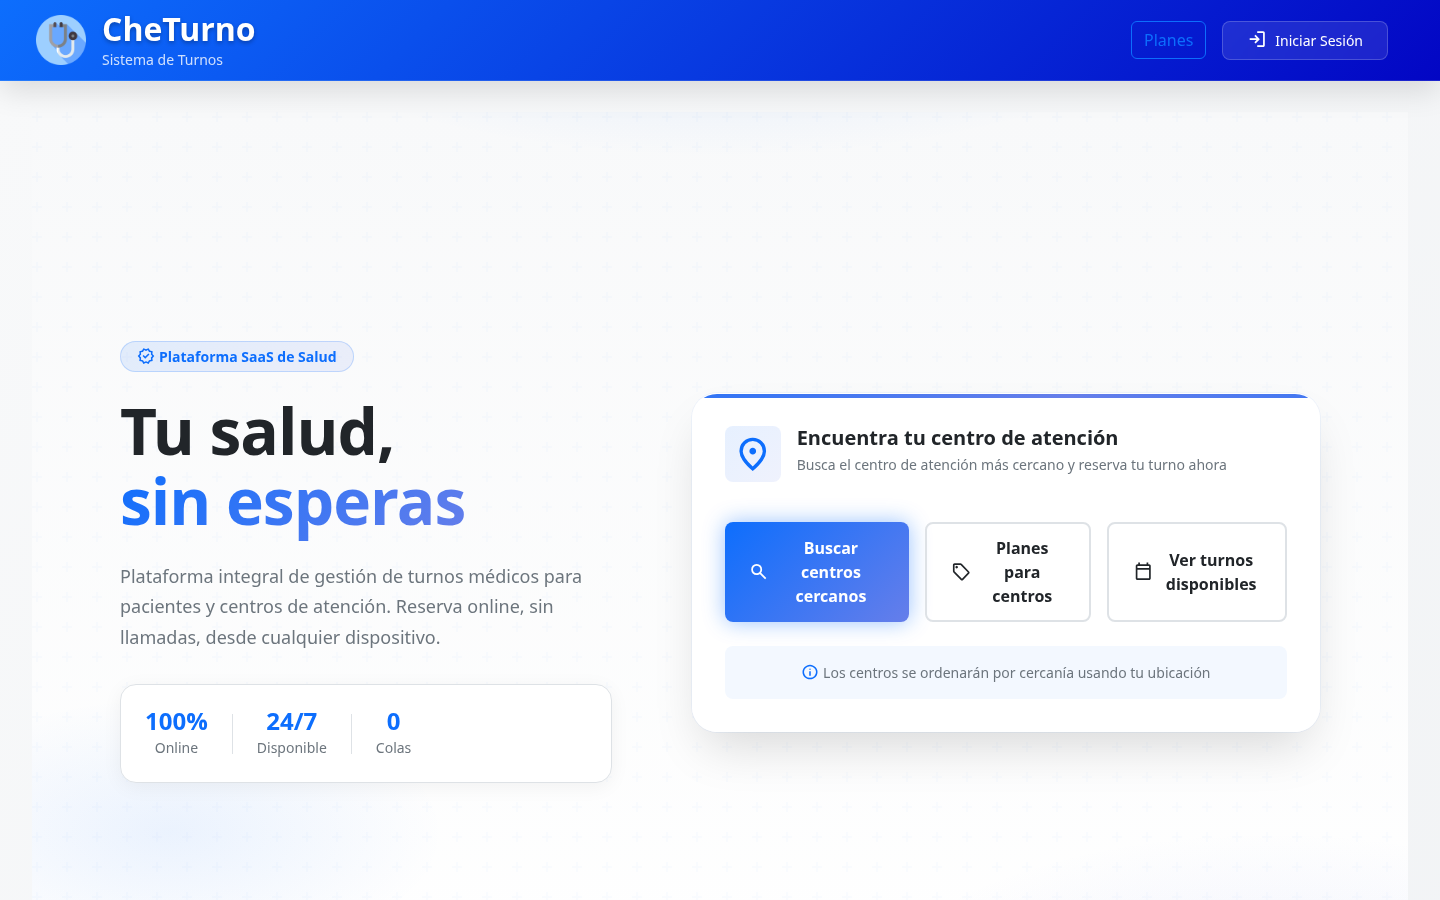 CheTurno
Sistema de Turnos
Planes
Iniciar Sesión
Plataforma SaaS de Salud
Tu salud,
sin esperas
Plataforma integral de gestión de turnos médicos para
pacientes y centros de atención. Reserva online, sin
llamadas, desde cualquier dispositivo.
100%
Online
24/7
Disponible
0
Colas
Encuentra tu centro de atención
Busca el centro de atención más cercano y reserva tu turno ahora
Buscar
centros
cercanos
Planes
para
centros
Ver turnos
disponibles
Los centros se ordenarán por cercanía usando tu ubicación